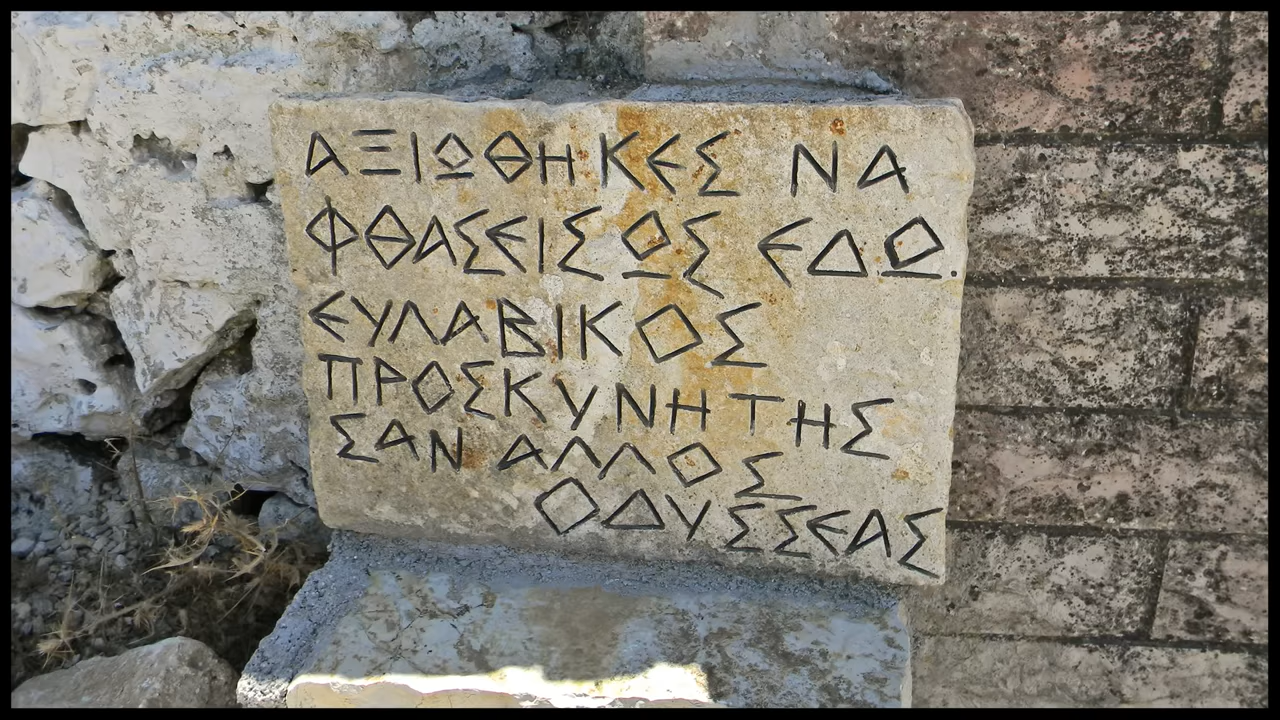 ΑΞΙΩΘΗΚΕΣ ΝΑ
ΦΘΑΣΕΙΣ ΩΣ ΕΔΩ.
ΕΥΛΑΒΙΚΟΣ
ΠΡΟΣΚΥΝΗΤΗΣ
ΣΑΝ ΑΛΛΟΣ
ΟΔΥΣΣΕΑΣ